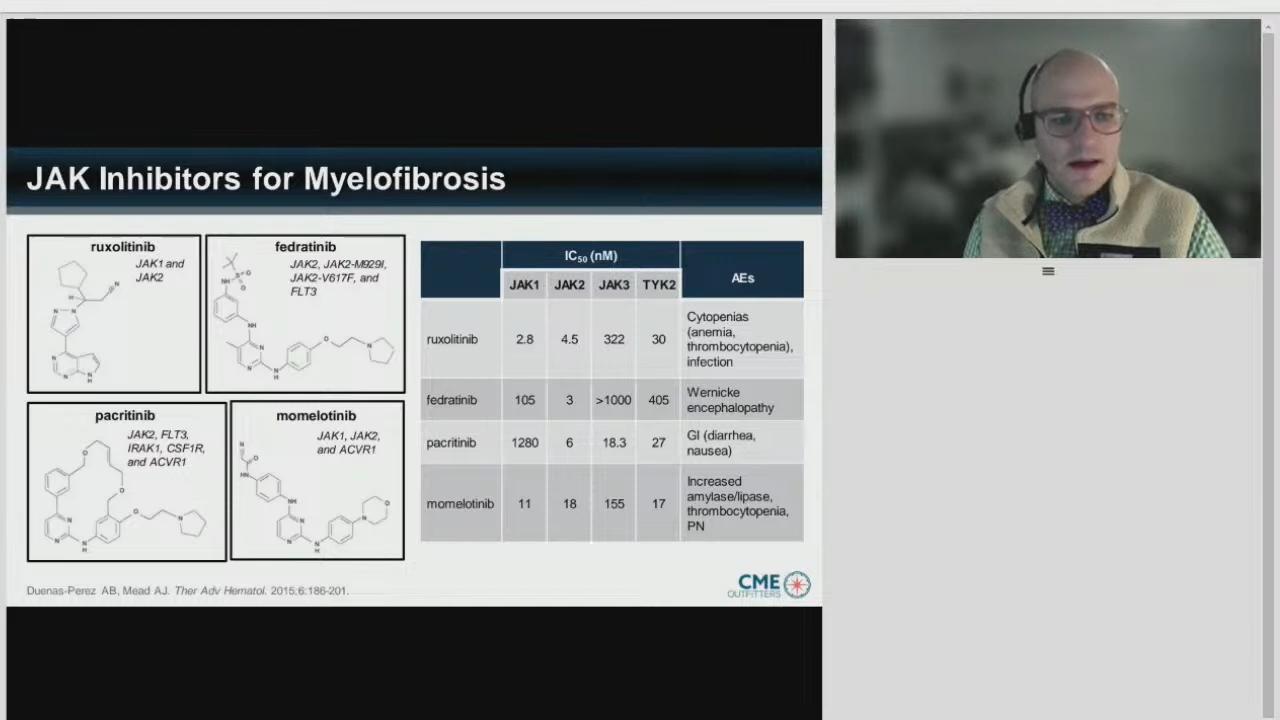 JAK Inhibitors for Myelofibrosis
ruxolitinib
JAK1 and
JAK2
fedratinib
JAK2, JAK2-M929I,
JAK2-V617F, and
FLT3
pacritinib
JAK2, FLT3,
IRAK1, CSF1R,
and ACVR1
momelotinib
JAK1, JAK2,
and ACVR1
IC50 (nM)
AEs
JAK1 JAK2 JAK3 TYK2
ruxolitinib 2.8 4.5 322 30
Cytopenias
(anemia,
thrombocytopenia),
infection
fedratinib 105 3 >1000 405
Wernicke
encephalopathy
pacritinib 1280 6 18.3 27
GI (diarrhea,
nausea)
momelotinib 11 18 155 17
Increased
amylase/lipase,
thrombocytopenia,
PN
Duenas-Perez AB, Mead AJ. Ther Adv Hematol. 2015;6:186-201.
CME
OUTFITTERS